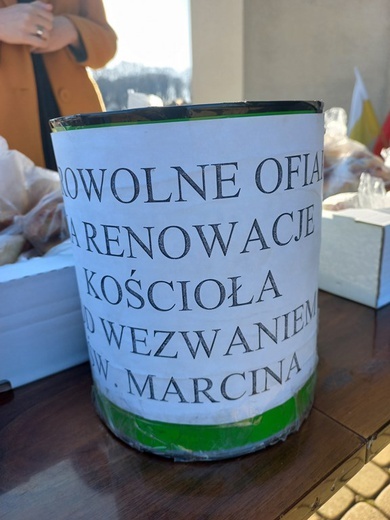 ROWOLNE OFIA
A RENOWACJE
KOŚCIOŁA
D WEZWANIEM
W. MARCINA